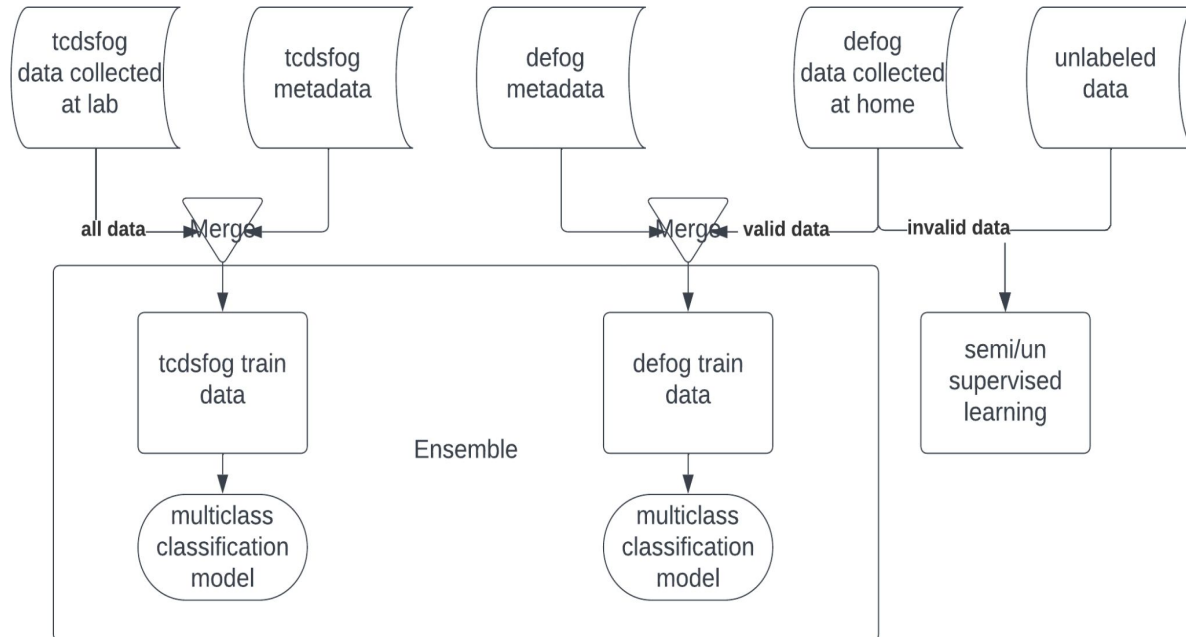 tcdsfog
data collected
at lab
tcdsfog
metadata
defog
metadata
defog
data collected
at home
unlabeled
data
all data
Merge
Merge
valid data
invalid data
tcdsfog train
data
defog train
data
semi/un
supervised
learning
Ensemble
multiclass
classification
model
multiclass
classification
model